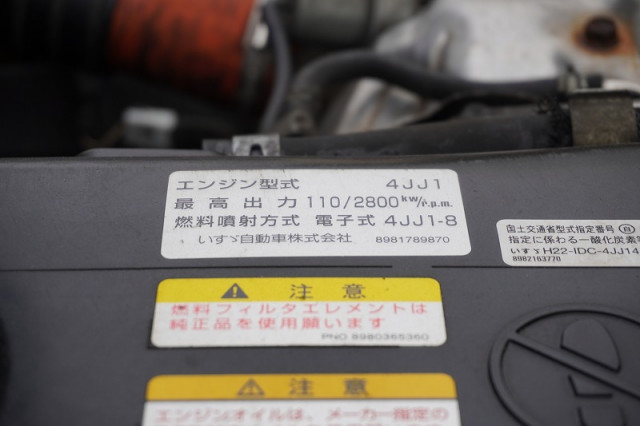 エンジン型式 4JJ1
最高出力 110/2800kw/r.p.m.
燃料噴射方式 電子式 4JJ1-8
いすゞ自動車株式会社 8981789870
国土交通省型式指定番号 Ⓡ
指定に係わる一酸化炭素等
いすゞH22-IDC-4JJ14
8982163770
注意
燃料フィルタエレメントは
純正品を使用願います
PNO.8980365360
注意
エンジンオイルは、メーカー指定の